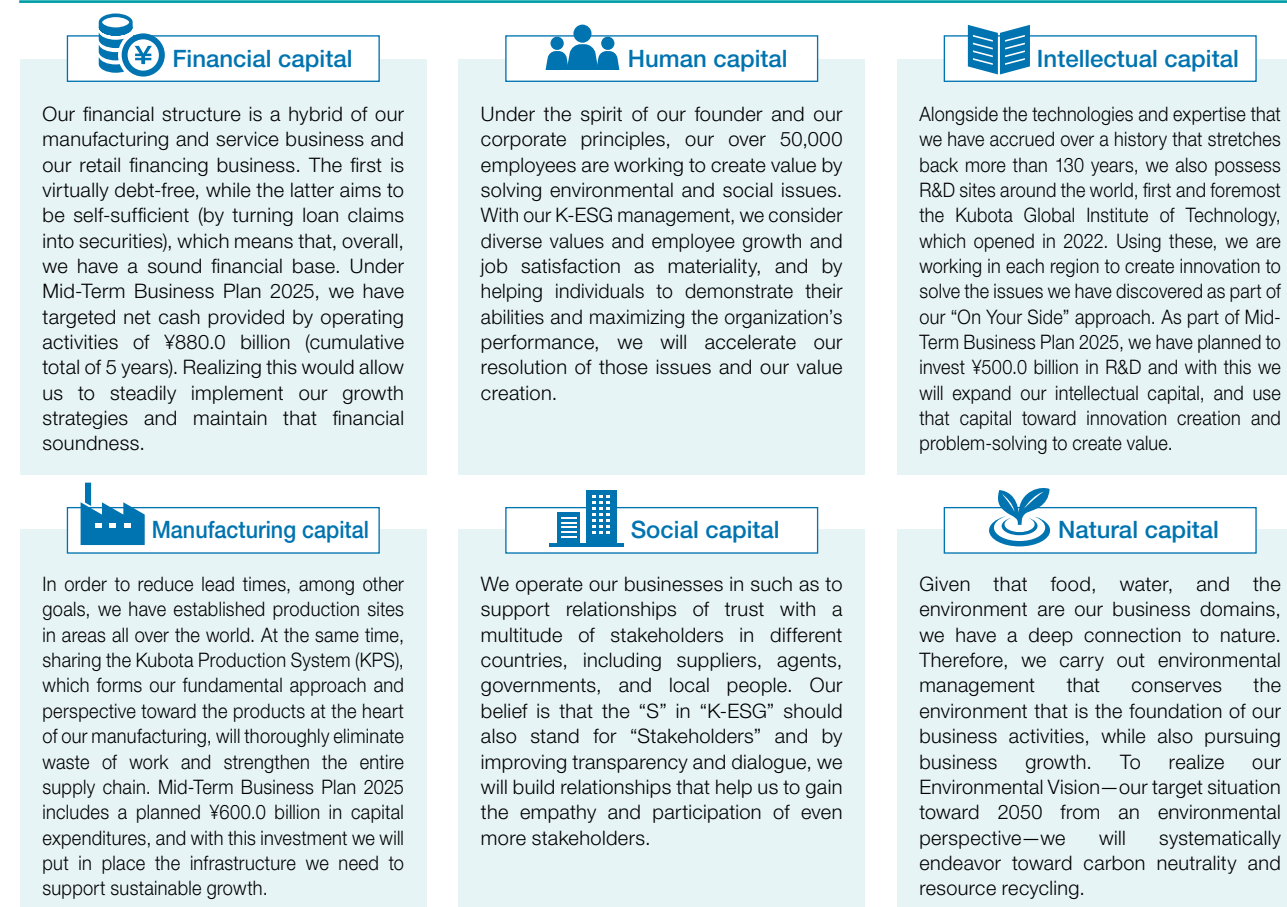 ¥
Financial capital
Our financial structure is a hybrid of our
manufacturing and service business and
our retail financing business. The first is
virtually debt-free, while the latter aims to
be self-sufficient (by turning loan claims
into securities), which means that, overall,
we have a sound financial base. Under
Mid-Term Business Plan 2025, we have
targeted net cash provided by operating
activities of ¥880.0 billion (cumulative
total of 5 years). Realizing this would allow
us to steadily implement our growth
strategies and maintain that financial
soundness.
Human capital
Under the spirit of our founder and our
corporate principles, our over 50,000
employees are working to create value by
solving environmental and social issues.
With our K-ESG management, we consider
diverse values and employee growth and
job satisfaction as materiality, and by
helping individuals to demonstrate their
abilities and maximizing the organization's
performance, we will accelerate our
resolution of those issues and our value
creation.
Intellectual capital
Alongside the technologies and expertise that
we have accrued over a history that stretches
back more than 130 years, we also possess
R&D sites around the world, first and foremost
the Kubota Global Institute of Technology,
which opened in 2022. Using these, we are
working in each region to create innovation to
solve the issues we have discovered as part of
our “On Your Side” approach. As part of Mid-
Term Business Plan 2025, we have planned to
invest ¥500.0 billion in R&D and with this we
will expand our intellectual capital, and use
that capital toward innovation creation and
problem-solving to create value.
Manufacturing capital
In order to reduce lead times, among other
goals, we have established production sites
in areas all over the world. At the same time,
sharing the Kubota Production System (KPS),
which forms our fundamental approach and
perspective toward the products at the heart
of our manufacturing, will thoroughly eliminate
waste of work and strengthen the entire
supply chain. Mid-Term Business Plan 2025
includes a planned ¥600.0 billion in capital
expenditures, and with this investment we will
put in place the infrastructure we need to
support sustainable growth.
Social capital
We operate our businesses in such as to
support relationships of trust with a
multitude of stakeholders in different
countries, including suppliers, agents,
governments, and local people. Our
belief is that the “S” in “K-ESG” should
also stand for “Stakeholders” and by
improving transparency and dialogue, we
will build relationships that help us to gain
the empathy and participation of even
more stakeholders.
Natural capital
Given that food, water, and the
environment are our business domains,
we have a deep connection to nature.
Therefore, we carry out environmental
management that conserves the
environment that is the foundation of our
business activities, while also pursuing
business growth. To realize our
Environmental Vision—our target situation
toward 2050 from an environmental
perspective—we will systematically
endeavor toward carbon neutrality and
resource recycling.